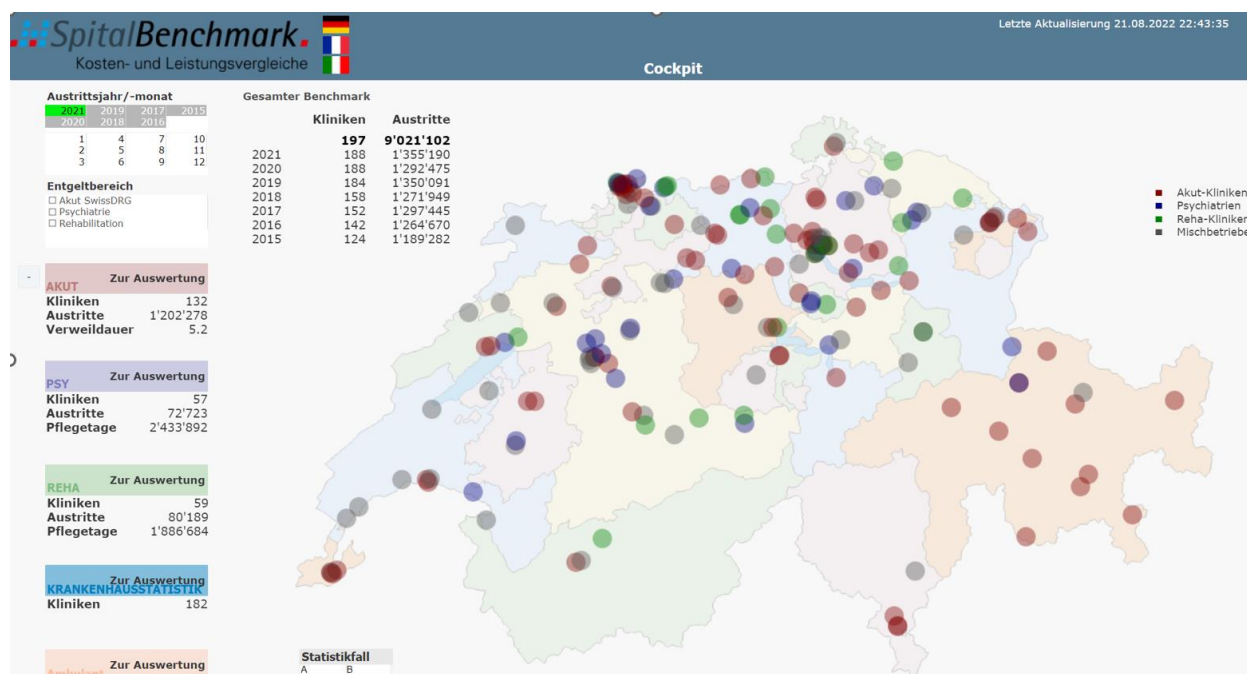 SpitalBenchmark.
Kosten- und Leistungsvergleiche
Letzte Aktualisierung 21.08.2022 22:43:35
Cockpit
Austrittsjahr/-monat
2021 2019 2017 2015
2020 2018 2016
1 4 7 10
2 5 8 11
3 6 9 12
Entgeltbereich
Akut SwissDRG
Psychiatrie
Rehabilitation
Gesamter Benchmark
Kliniken Austritte
197 9'021'102
2021 188 1'355'190
2020 188 1'292'475
2019 184 1'350'091
2018 158 1'271'949
2017 152 1'297'445
2016 142 1'264'670
2015 124 1'189'282
Akut-Kliniken
Psychiatrien
Reha-Kliniken
Mischbetriebe
-
Zur Auswertung
AKUT
Kliniken 132
Austritte 1'202'278
Verweildauer 5.2
Zur Auswertung
PSY
Kliniken 57
Austritte 72'723
Pflegetage 2'433'892
Zur Auswertung
REHA
Kliniken 59
Austritte 80'189
Pflegetage 1'886'684
Zur Auswertung
KRANKENHAUSSTATISTIK
Kliniken 182
Zur Auswertung
Ambulant
Statistikfall
A B